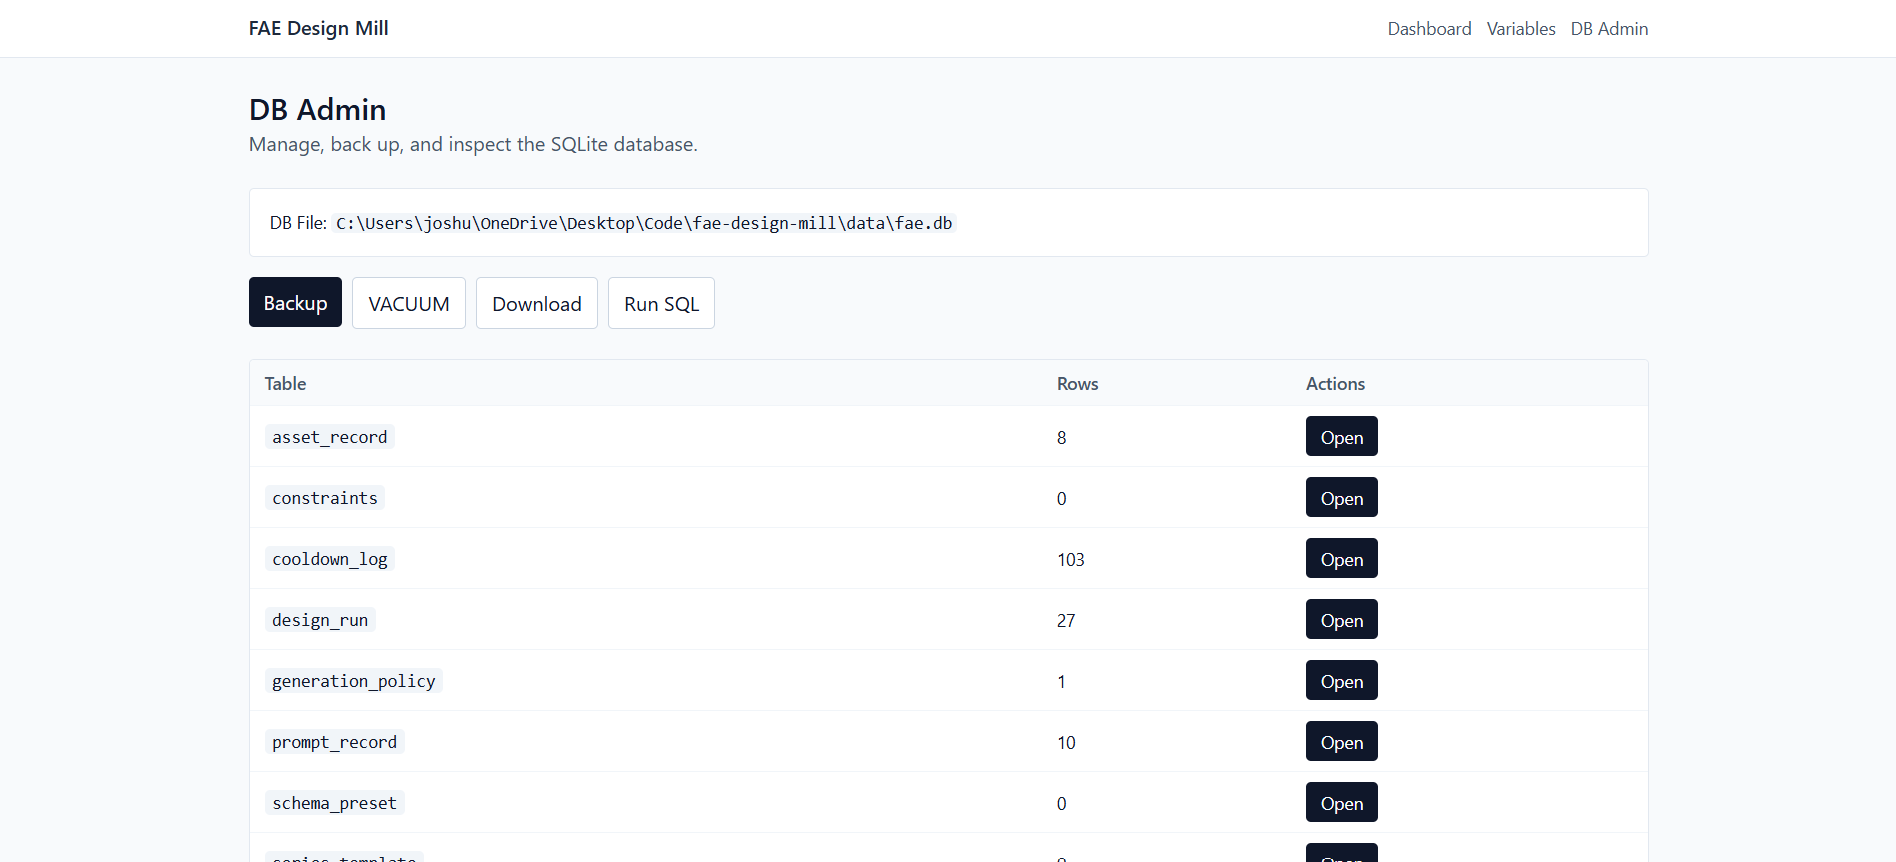 FAE Design Mill Dashboard Variables DB Admin
DB Admin
Manage, back up, and inspect the SQLite database.
DB File: C:\Users\joshu\OneDrive\Desktop\Code\fae-design-mill\data\fae.db
Backup VACUUM Download Run SQL
Table Rows Actions
asset_record 8 Open
constraints 0 Open
cooldown_log 103 Open
design_run 27 Open
generation_policy 1 Open
prompt_record 10 Open
schema_preset 0 Open
series_template Open